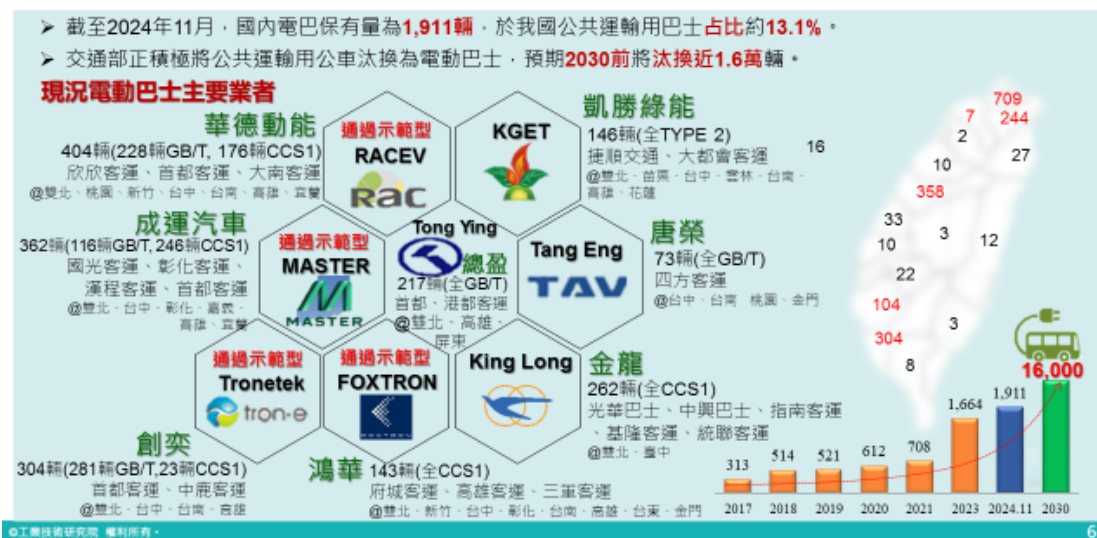 ➢ 截至2024年11月，國內電巴保有量為1,911輛，於我國公共運輸用巴士占比約13.1%。
➢ 交通部正積極將公共運輸用公車汰換為電動巴士，預期2030前將汰換近1.6萬輛。
現況電動巴士主要業者
華德動能
404輛(228輛GB/T, 176輛CCS1)
欣欣客運、首都客運、大南客運
@雙北、桃園、新竹、台中、台南、高雄、宜蘭
通過示範型
RACEV
Rac
KGET
凱勝綠能
146輛(全TYPE 2)
捷順交通、大都會客運
@雙北、苗栗、台中、雲林、台南、
高雄、花蓮
成運汽車
362輛(116輛GB/T, 246輛CCS1)
國光客運、彰化客運、
漢程客運、首都客運
@雙北、台中、彰化、嘉義、
高雄、宜蘭
通過示範型
MASTER
MASTER
Tong Ying
總盈
217輛(全GB/T)
首都、港都客運
@雙北、高雄、
屏東
Tang Eng
TAV
唐榮
73輛(全GB/T)
四方客運
@台中、台南 桃園、金門
通過示範型
Tronetek
tron-e
創奕
304輛(281輛GB/T,23輛CCS1)
首都客運、中鹿客運
@雙北、台中、台南、高雄
通過示範型
FOXTRON
FOXTRON
鴻華 143輛(全CCS1)
府城客運、高雄客運、三重客運
@雙北、新竹、台中、彰化、台南、高雄、台東、金門
King Long
金龍
262輛(全CCS1)
光華巴士、中興巴士、指南客運
、基隆客運、統聯客運
@雙北、臺中
709
7 244
2
16
27
10
358
33
3
12
10
22
104
3
304
8
16,000
1,911
1,664
708
612
521
514
313
2017 2018 2019 2020 2021 2023 2024.11 2030
©工業技術研究院 權利所有。
6